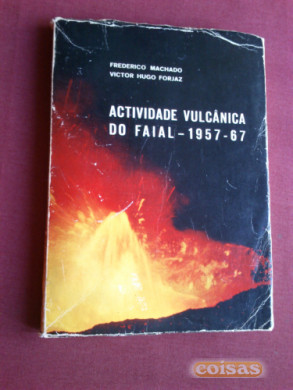 FREDERICO MACHADO
VICTOR HUGO FORJAZ
ACTIVIDADE VULCÂNICA
DO FAIAL - 1957-67
coisas